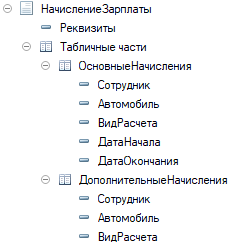 НачислениеЗарплаты
Реквизиты
Табличные части
ОсновныеНачисления
Сотрудник
Автомобиль
ВидРасчета
ДатаНачала
ДатаОкончания
ДополнительныеНачисления
Сотрудник
Автомобиль
ВидРасчета